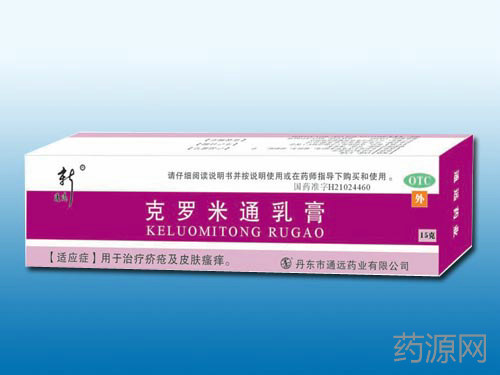 请仔细阅读说明书并按说明使用或在药师指导下购买和使用。
国药准字H21024460
OTC
外
克罗米通乳膏
KELUOMITONG RUGAO
15克
【适应症】用于治疗疥疮及皮肤瘙痒。
丹东市通远药业有限公司
药源网